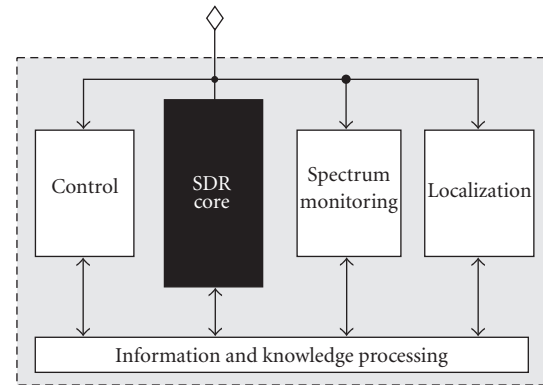 Control
SDR
core
Spectrum
monitoring
Localization
Information and knowledge processing